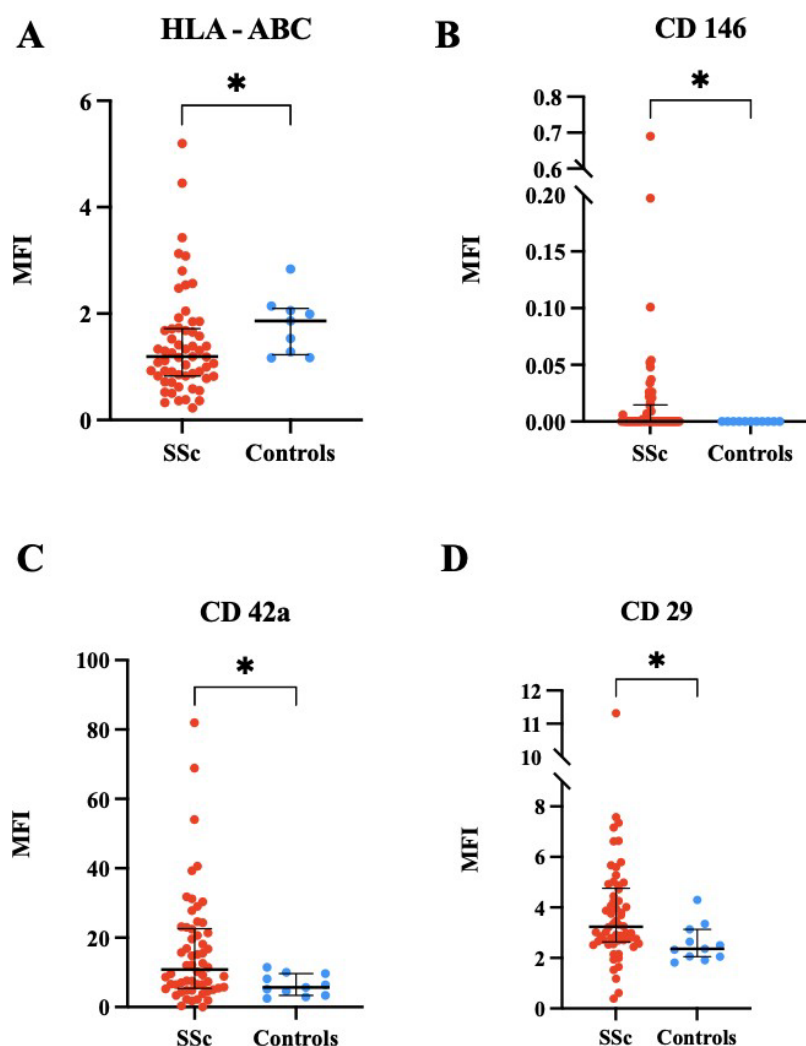 A
HLA - ABC
*
6
4
2
0
MFI
SSc
Controls
B
CD 146
*
0.8
0.7
0.6
0.20
0.15
0.10
0.05
0.00
MFI
SSc
Controls
C
CD 42a
*
100
80
60
40
20
0
MFI
SSc
Controls
D
CD 29
*
12
11
10
8
6
4
2
0
MFI
SSc
Controls